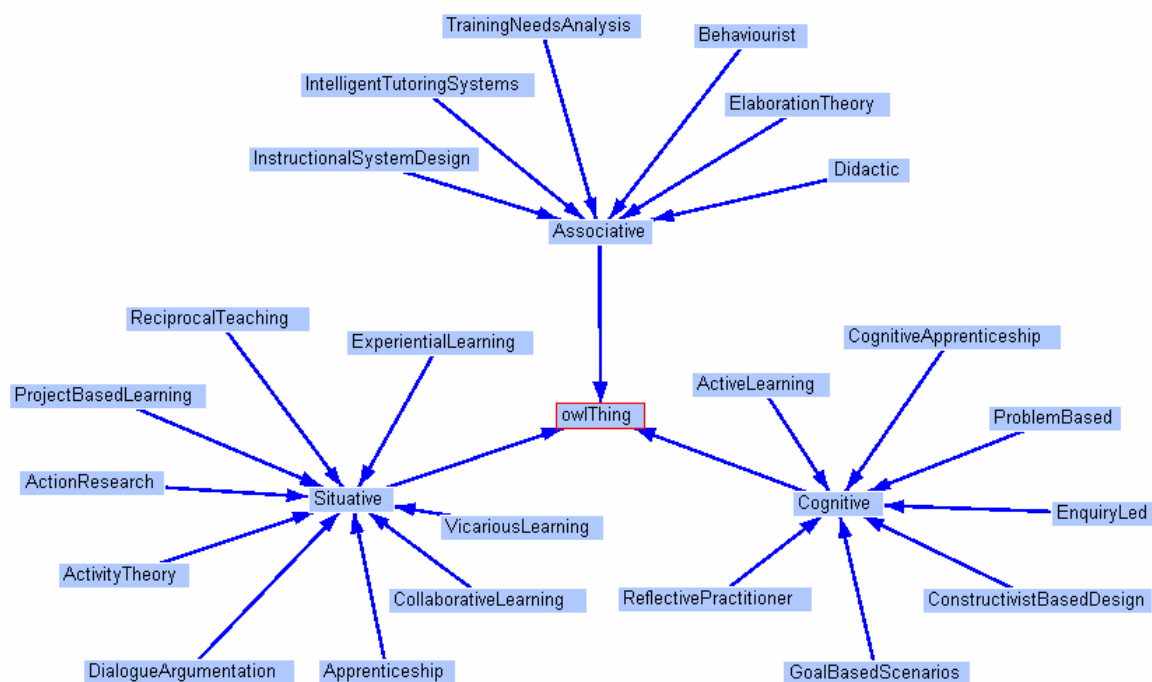 TrainingNeedsAnalysis
Behaviourist
IntelligentTutoringSystems
ElaborationTheory
InstructionalSystemDesign
Didactic
Associative
ReciprocalTeaching
ExperientialLearning
CognitiveApprenticeship
ProjectBasedLearning
ActiveLearning
owlThing
ProblemBased
ActionResearch
Situative
Cognitive
VicariousLearning
EnquiryLed
ActivityTheory
CollaborativeLearning
ReflectivePractitioner
ConstructivistBasedDesign
DialogueArgumentation
Apprenticeship
GoalBasedScenarios